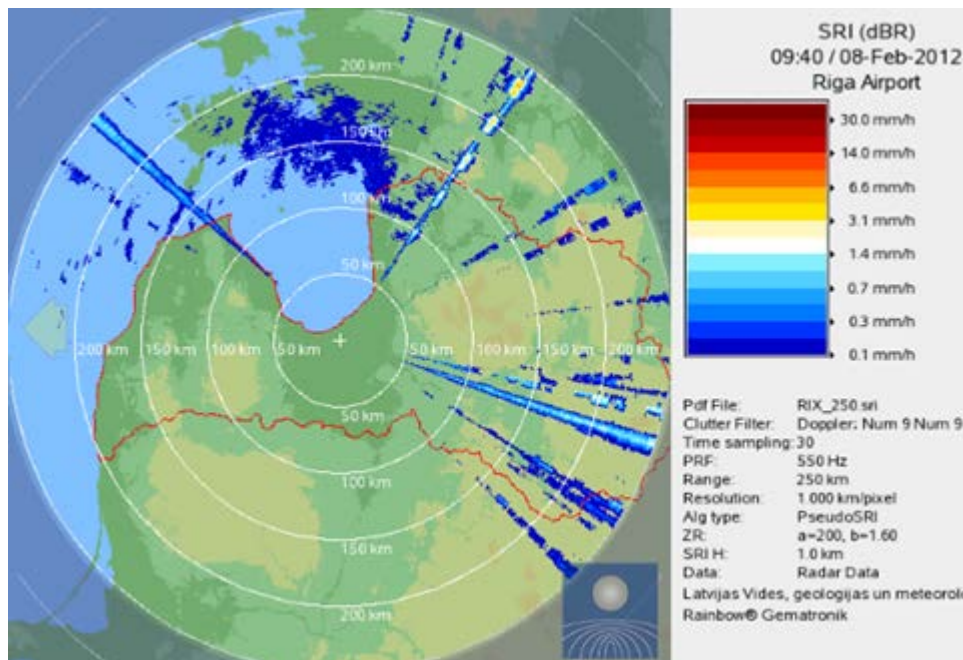 SRI (dBR)
09:40 / 08-Feb-2012
Riga Airport
30.0 mm/h
14.0 mm/h
6.6 mm/h
3.1 mm/h
1.4 mm/h
0.7 mm/h
0.3 mm/h
0.1 mm/h
Pdf File: RIX_250.sri
Clutter Filter: Doppler: Num 9 Num 9
Time sampling: 30
PRF: 550 Hz
Range: 250 km
Resolution: 1.000 km/pixel
Alg type: PseudoSRI
ZR: a=200, b=1.60
SRI H: 1.0 km
Data: Radar Data
Latvijas Vides, geologijas un meteorolo
Rainbow® Gematronik
200 km
150 km
100 km
50 km
200 km 150 km 100 km 50 km 50 km 100 km 150 km 200 km
50 km
100 km
150 km
200 km